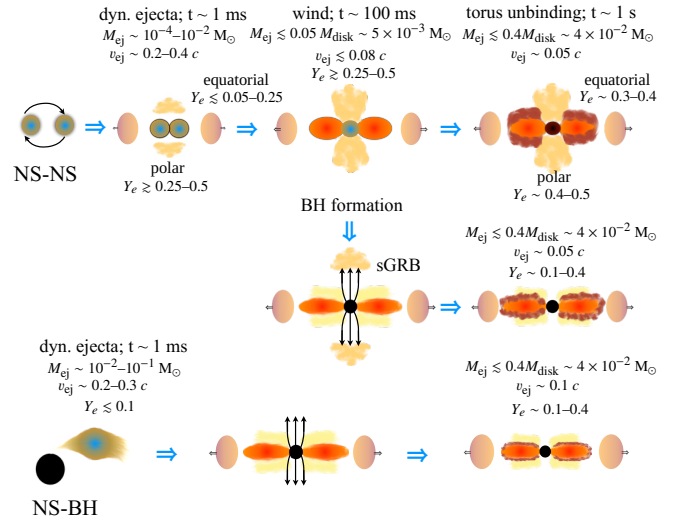 dyn. ejecta; t ~ 1 ms
M_ej ~ 10^−4–10^−2 M_⊙
v_ej ~ 0.2–0.4 c
wind; t ~ 100 ms
M_ej ≲ 0.05 M_disk ~ 5 × 10^−3 M_⊙
v_ej ≲ 0.08 c
Y_e ≳ 0.25–0.5
torus unbinding; t ~ 1 s
M_ej ≲ 0.4M_disk ~ 4 × 10^−2 M_⊙
v_ej ~ 0.05 c
equatorial
Y_e ≲ 0.05–0.25
equatorial
Y_e ~ 0.3–0.4
NS-NS
polar
Y_e ≳ 0.25–0.5
polar
Y_e ~ 0.4–0.5
BH formation
sGRB
M_ej ≲ 0.4M_disk ~ 4 × 10^−2 M_⊙
v_ej ~ 0.05 c
Y_e ~ 0.1–0.4
dyn. ejecta; t ~ 1 ms
M_ej ~ 10^−2–10^−1 M_⊙
v_ej ~ 0.2–0.3 c
Y_e ≲ 0.1
M_ej ≲ 0.4M_disk ~ 4 × 10^−2 M_⊙
v_ej ~ 0.1 c
Y_e ~ 0.1–0.4
NS-BH